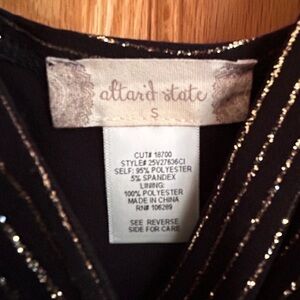 altar'd state
S
CUT# 18700
STYLE# 25V27636CI
SELF: 95% POLYESTER
5% SPANDEX
LINING:
100% POLYESTER
MADE IN CHINA
RN# 106289
SEE REVERSE
SIDE FOR CARE